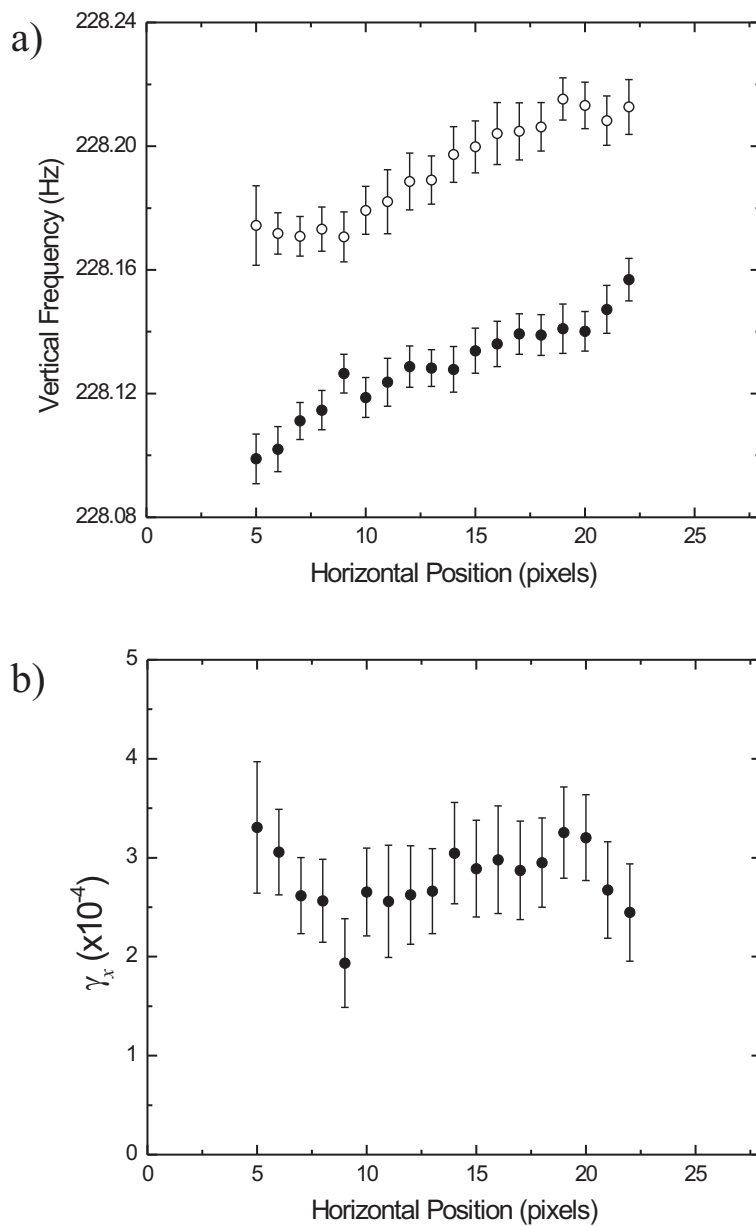 a)
228.24
228.20
228.16
228.12
228.08
Vertical Frequency (Hz)
0 5 10 15 20 25
Horizontal Position (pixels)
b)
5
4
3
2
1
0
γx (x10-4)
0 5 10 15 20 25
Horizontal Position (pixels)